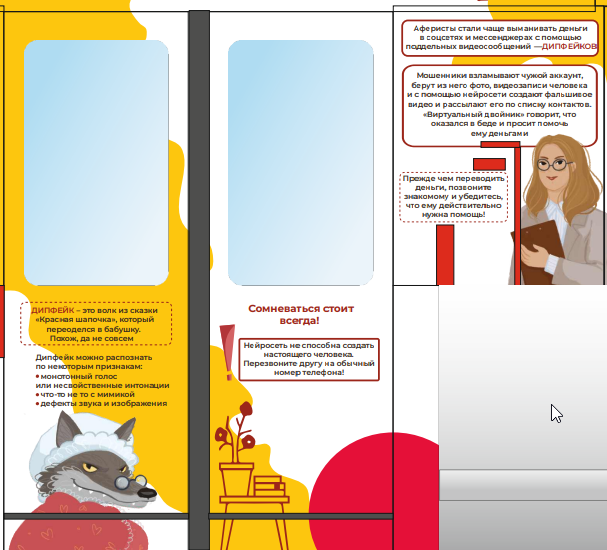 ДИПФЕЙК – это волк из сказки
«Красная шапочка», который
переоделся в бабушку.
Похож, да не совсем
Дипфейк можно распознать
по некоторым признакам:
• монотонный голос
или несвойственные интонации
• что-то не то с мимикой
• дефекты звука и изображения
Сомневаться стоит
всегда!
Нейросеть не способна создать
настоящего человека.
Перезвоните другу на обычный
номер телефона!
Аферисты стали чаще выманивать деньги
в соцсетях и мессенджерах с помощью
поддельных видеосообщений —ДИПФЕЙКОВ
Мошенники взламывают чужой аккаунт,
берут из него фото, видеозаписи человека
и с помощью нейросети создают фальшивое
видео и рассылают его по списку контактов.
«Виртуальный двойник» говорит, что
оказался в беде и просит помочь
ему деньгами
Прежде чем переводить
деньги, позвоните
знакомому и убедитесь,
что ему действительно
нужна помощь!